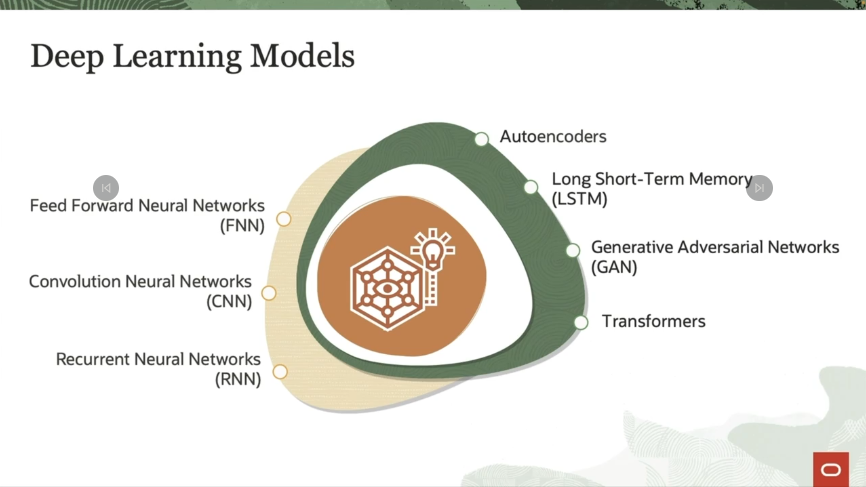 Deep Learning Models
Feed Forward Neural Networks
(FNN)
Convolution Neural Networks
(CNN)
Recurrent Neural Networks
(RNN)
Autoencoders
Long Short-Term Memory
(LSTM)
Generative Adversarial Networks
(GAN)
Transformers